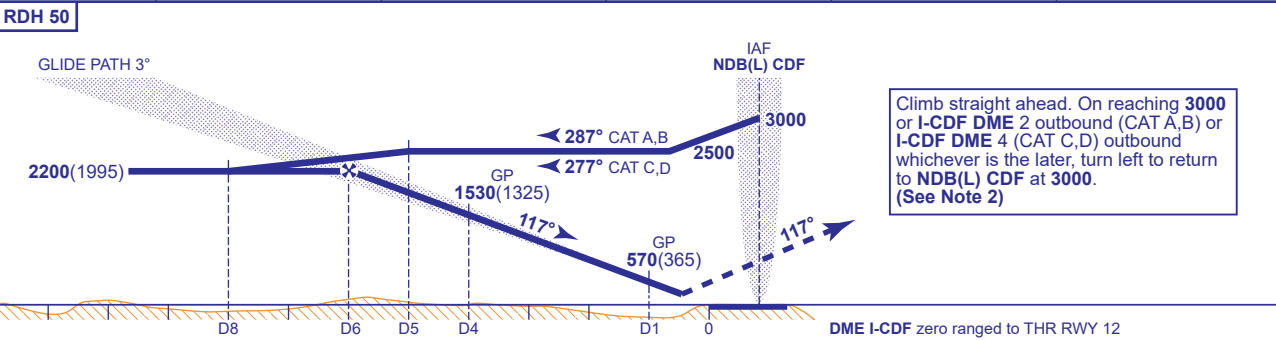 RDH 50
GLIDE PATH 3°
IAF
NDB(L) CDF
3000
287° CAT A,B
2500
277° CAT C,D
2200(1995)
GP
1530(1325)
117°
GP
570(365)
117°
Climb straight ahead. On reaching 3000
or I-CDF DME 2 outbound (CAT A,B) or
I-CDF DME 4 (CAT C,D) outbound
whichever is the later, turn left to return
to NDB(L) CDF at 3000.
(See Note 2)
D8
D6
D5
D4
D1
0
DME I-CDF zero ranged to THR RWY 12